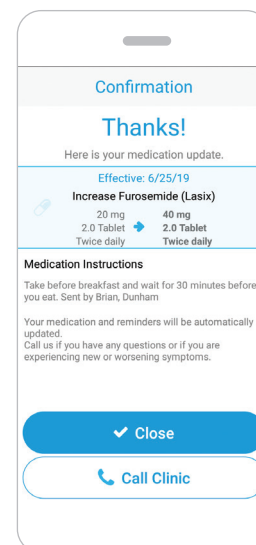 Confirmation
Thanks!
Here is your medication update.
Effective: 6/25/19
Increase Furosemide (Lasix)
20 mg 40 mg
2.0 Tablet 2.0 Tablet
Twice daily Twice daily
Medication Instructions
Take before breakfast and wait for 30 minutes before
you eat. Sent by Brian, Dunham
Your medication and reminders will be automatically
updated.
Call us if you have any questions or if you are
experiencing new or worsening symptoms.
Close
Call Clinic